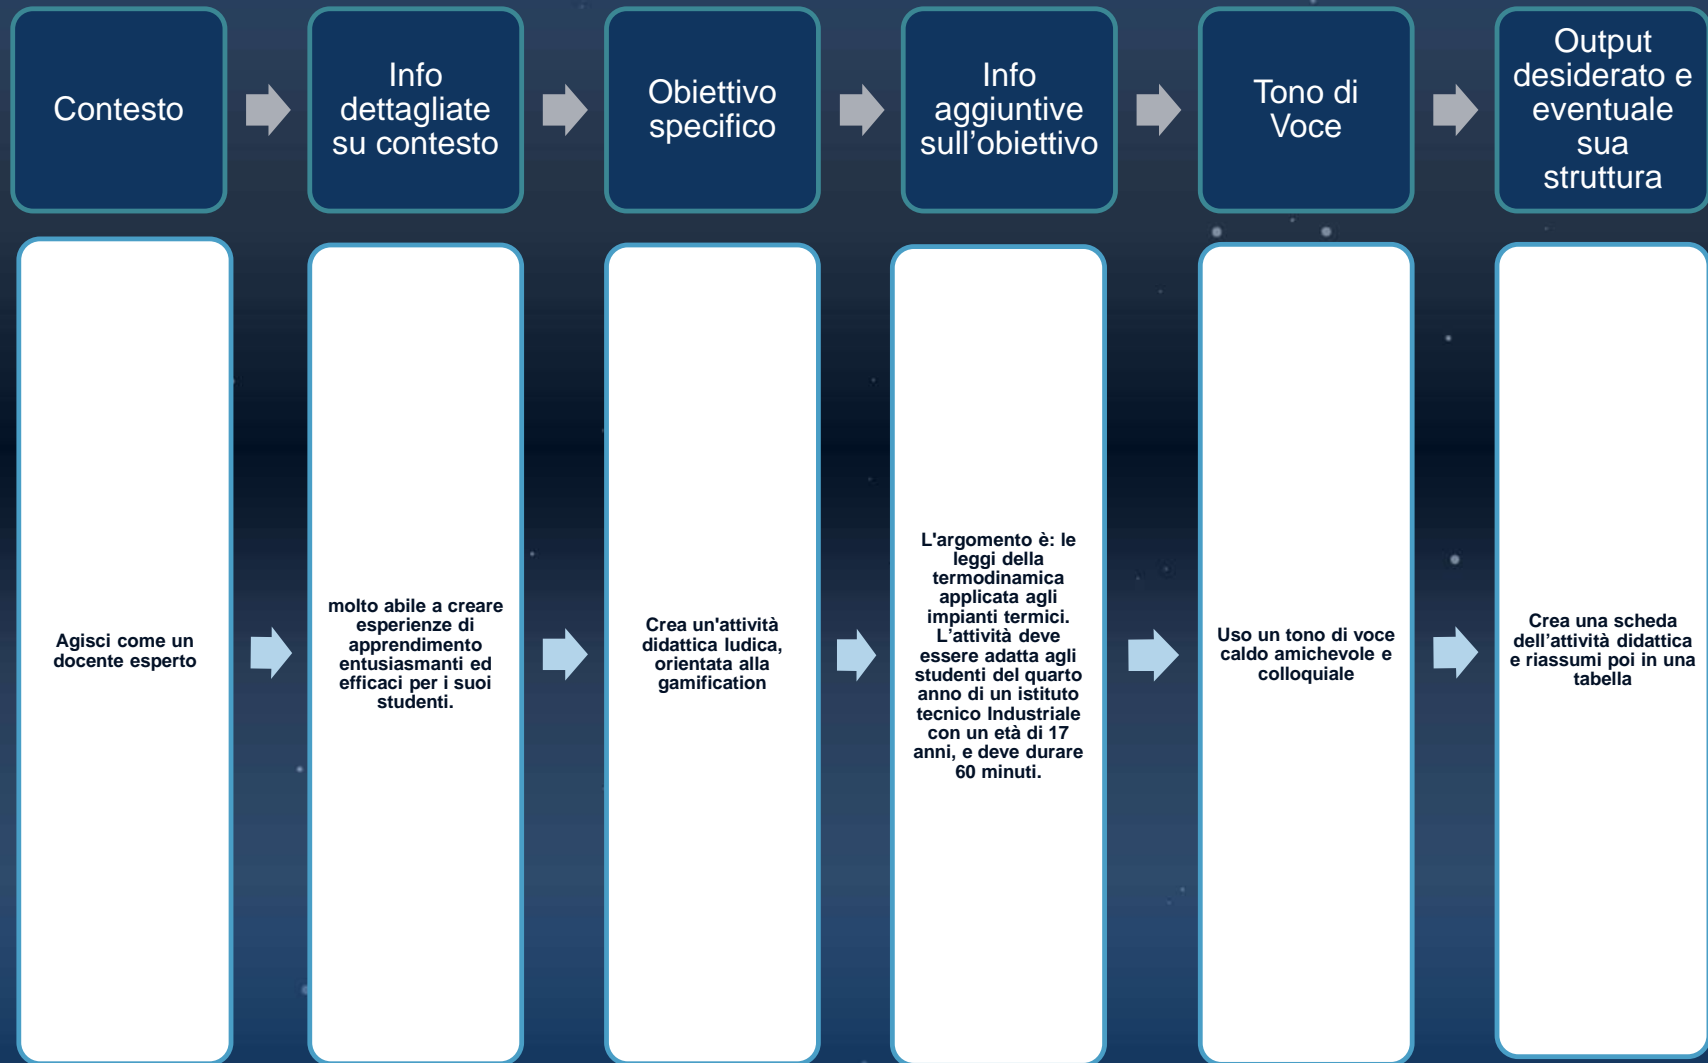 Contesto
Info
dettagliate
su contesto
Obiettivo
specifico
Info
aggiuntive
sull’obiettivo
Tono di
Voce
Output
desiderato e
eventuale
sua
struttura
Agisci come un
docente esperto
molto abile a creare
esperienze di
apprendimento
entusiasmanti ed
efficaci per i suoi
studenti.
Crea un'attività
didattica ludica,
orientata alla
gamification
L'argomento è: le
leggi della
termodinamica
applicata agli
impianti termici.
L’attività deve
essere adatta agli
studenti del quarto
anno di un istituto
tecnico Industriale
con un età di 17
anni, e deve durare
60 minuti.
Uso un tono di voce
caldo amichevole e
colloquiale
Crea una scheda
dell’attività didattica
e riassumi poi in una
tabella